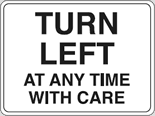 TURN
LEFT
AT ANY TIME
WITH CARE